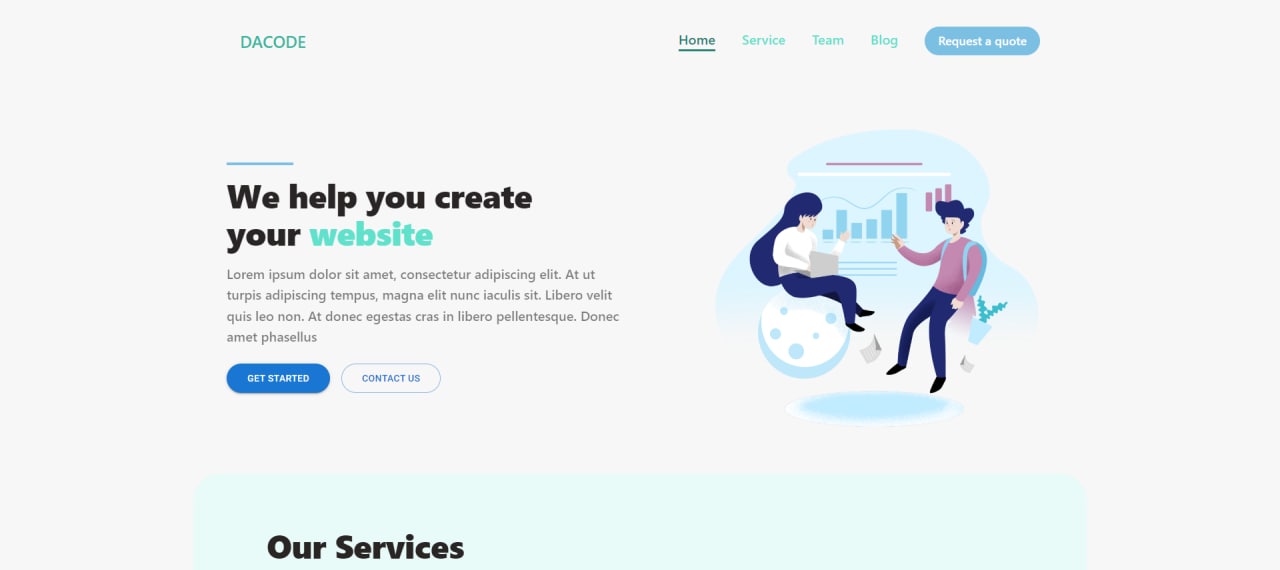 DACODE
Home
Service
Team
Blog
Request a quote
We help you create
your website
Lorem ipsum dolor sit amet, consectetur adipiscing elit. At ut
turpis adipiscing tempus, magna elit nunc iaculis sit. Libero velit
quis leo non. At donec egestas cras in libero pellentesque. Donec
amet phasellus
GET STARTED
CONTACT US
Our Services